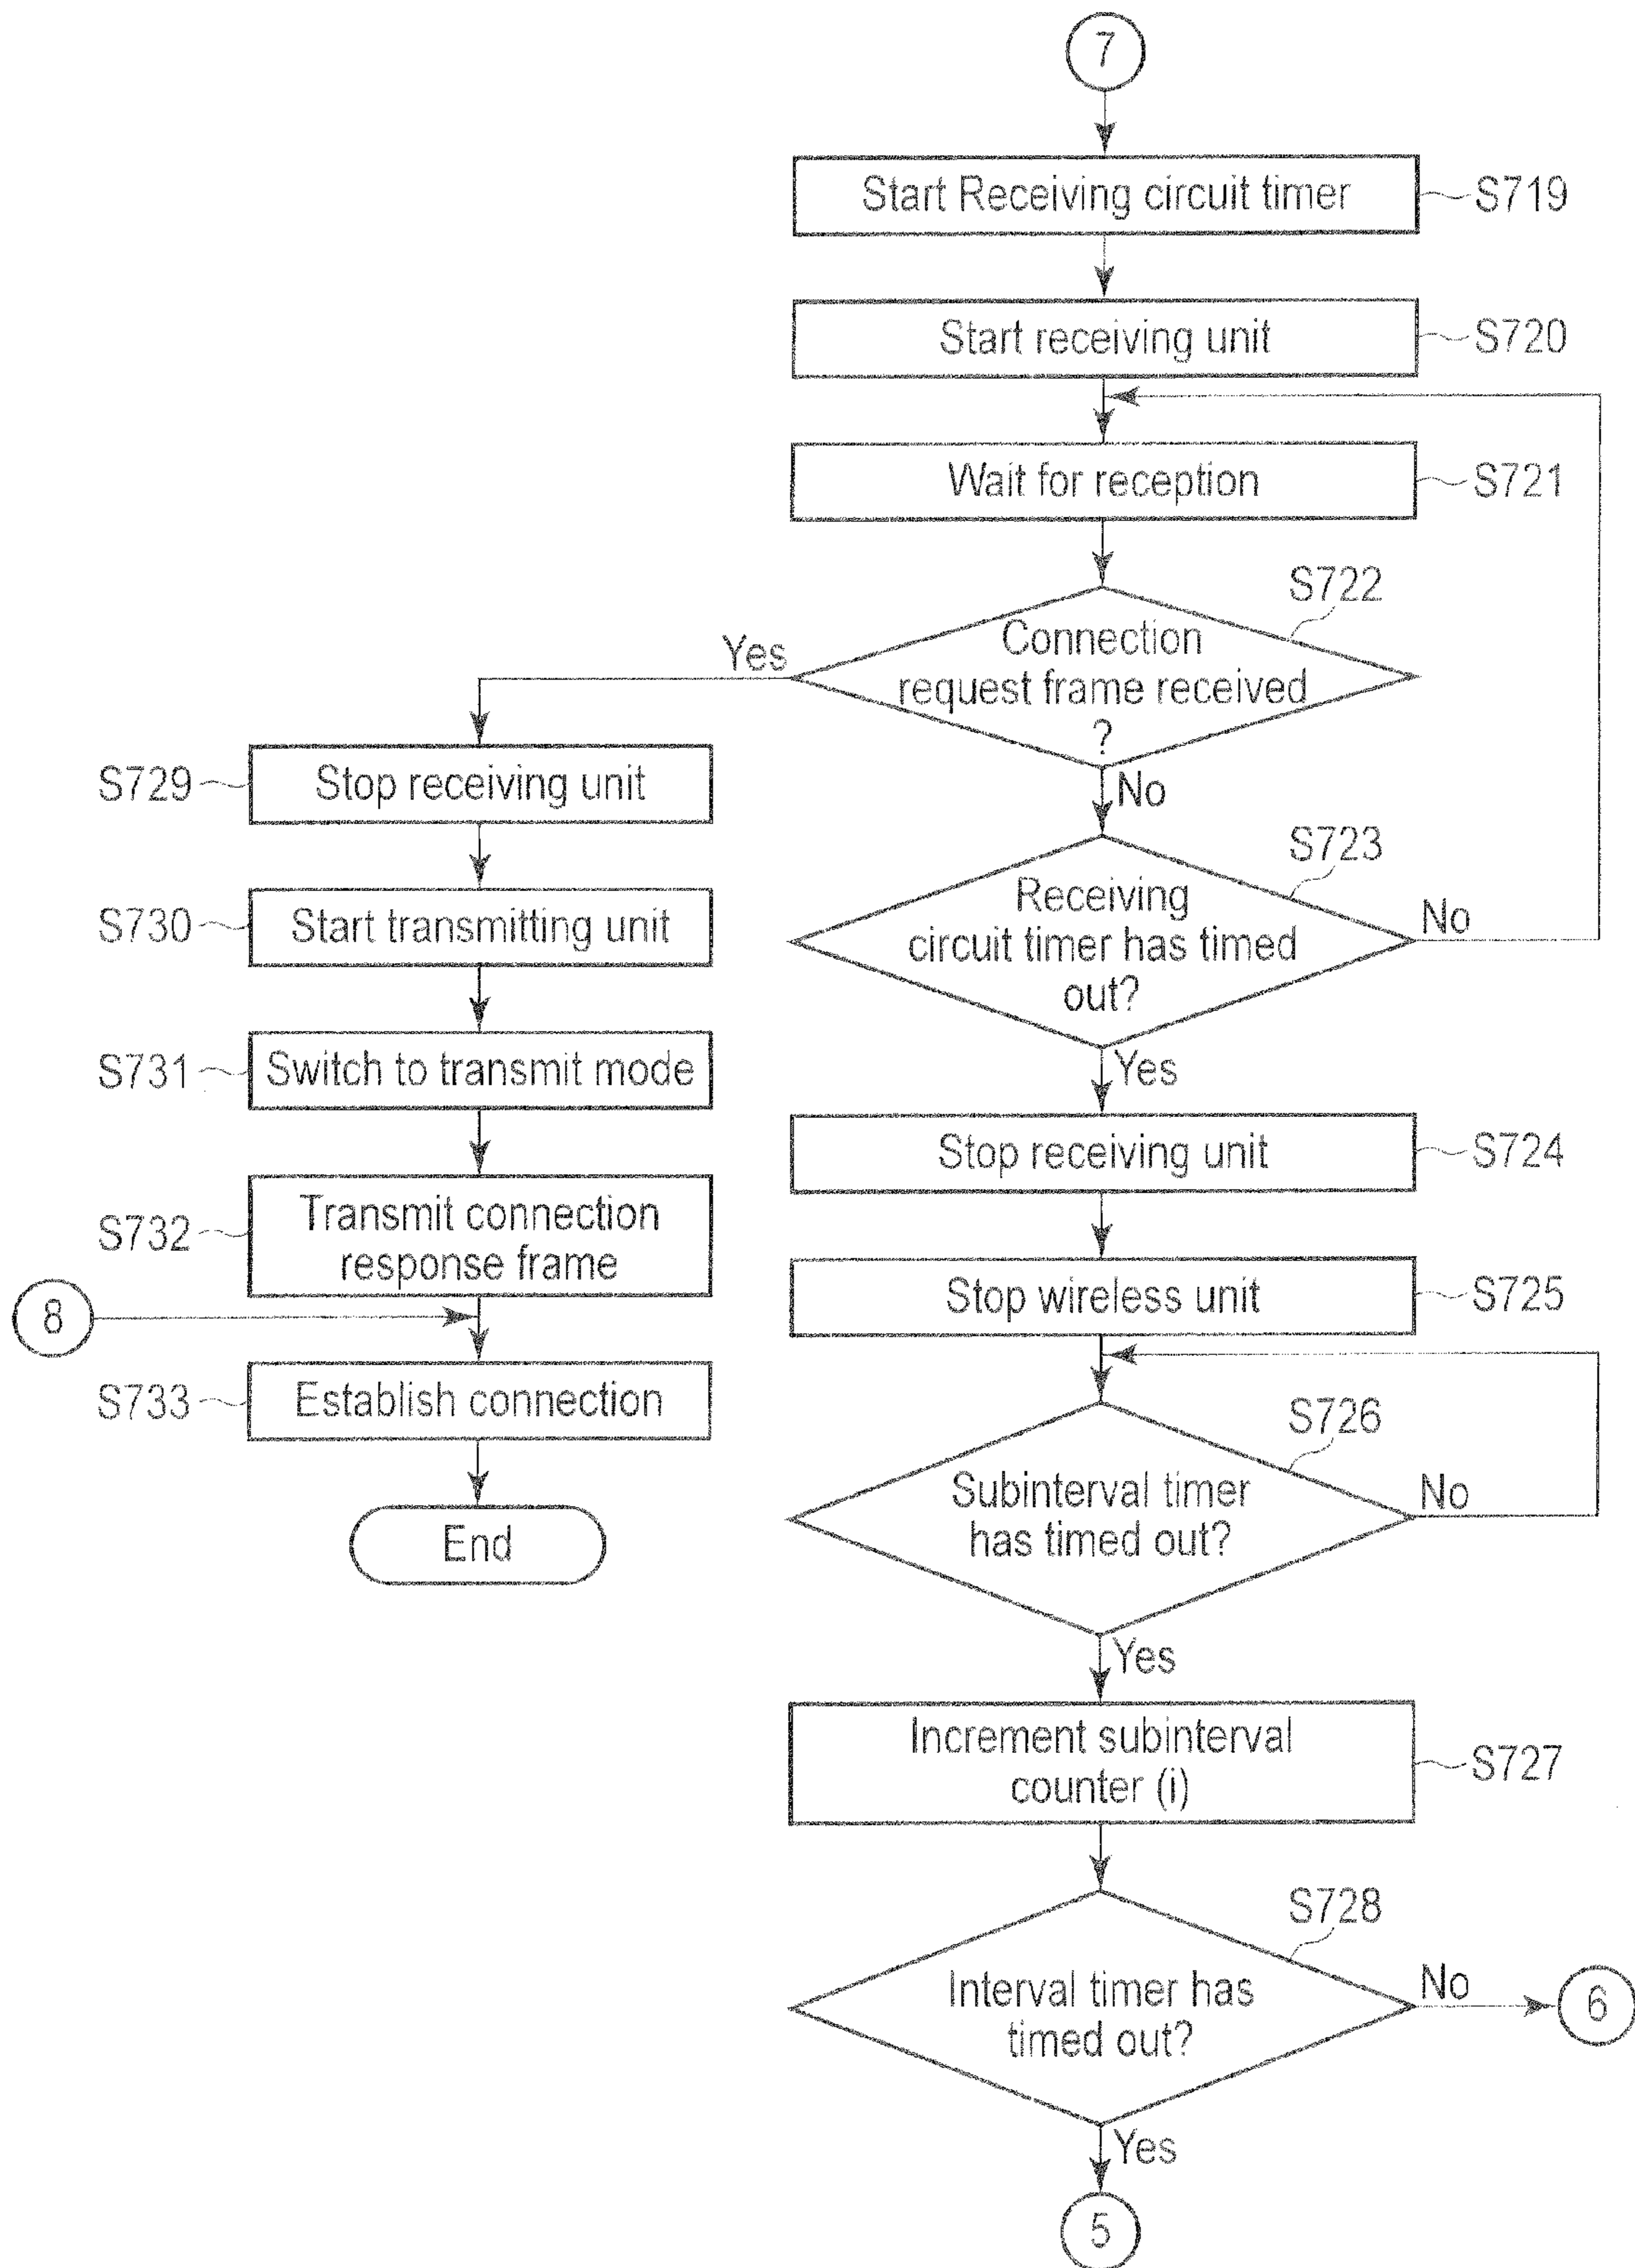 7
Start Receiving circuit timer
S719
Start receiving unit
S720
Wait for reception
S721
S722
Connection
request frame received
?
Yes
No
S729
Stop receiving unit
S730
Start transmitting unit
S731
Switch to transmit mode
S732
Transmit connection
response frame
8
S733
Establish connection
End
S723
Receiving
circuit timer has timed
out?
No
Yes
Stop receiving unit
S724
Stop wireless unit
S725
S726
Subinterval timer
has timed out?
No
Yes
Increment subinterval
counter (i)
S727
S728
Interval timer has
timed out?
No
6
Yes
5